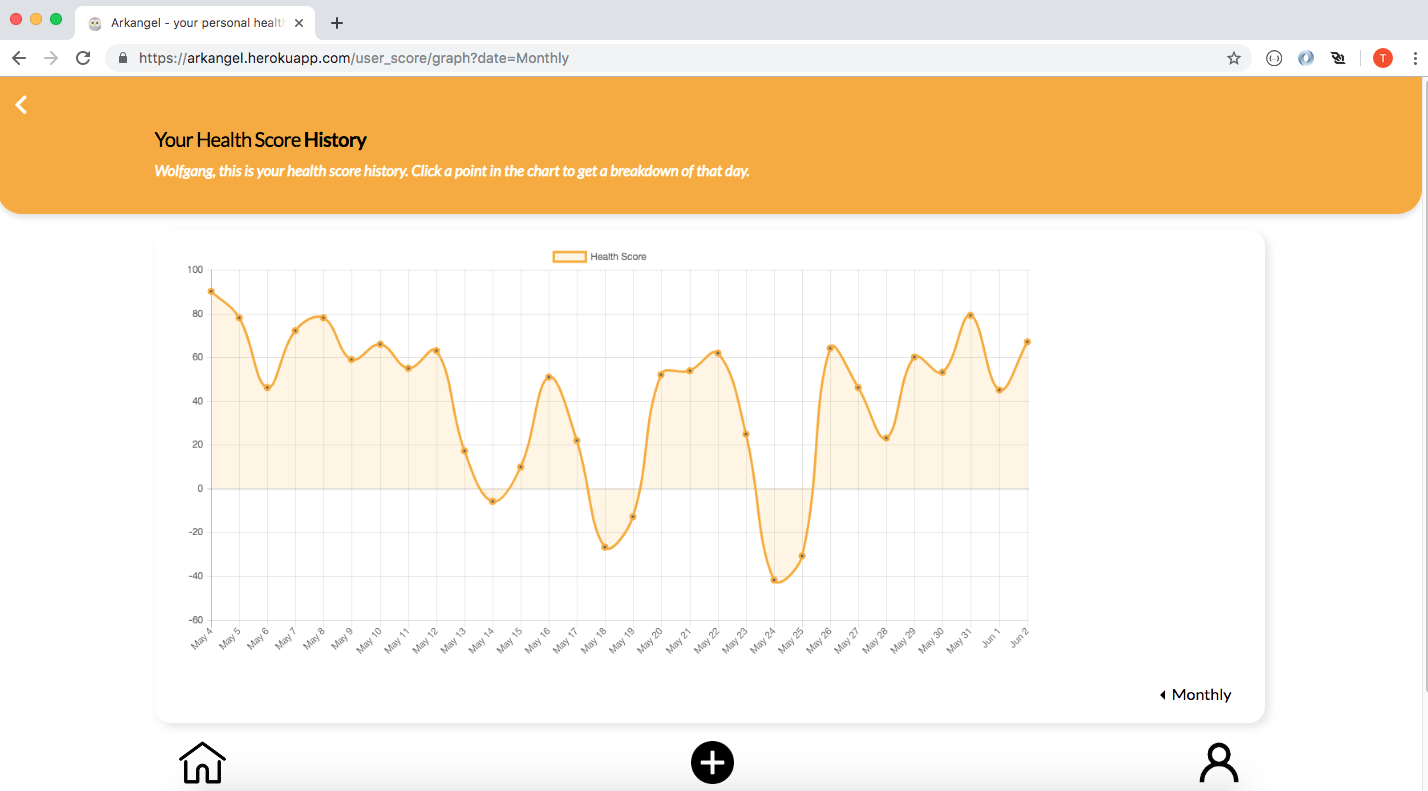 Arkangel - your personal healt
https://arkangel.herokuapp.com/user_score/graph?date=Monthly
T
Your Health Score History
Wolfgang, this is your health score history. Click a point in the chart to get a breakdown of that day.
Health Score
100
80
60
40
20
0
-20
-40
-60
May 4
May 5
May 6
May 7
May 8
May 9
May 10
May 11
May 12
May 13
May 14
May 15
May 16
May 17
May 18
May 19
May 20
May 21
May 22
May 23
May 24
May 25
May 26
May 27
May 28
May 29
May 30
May 31
Jun 1
Jun 2
Monthly